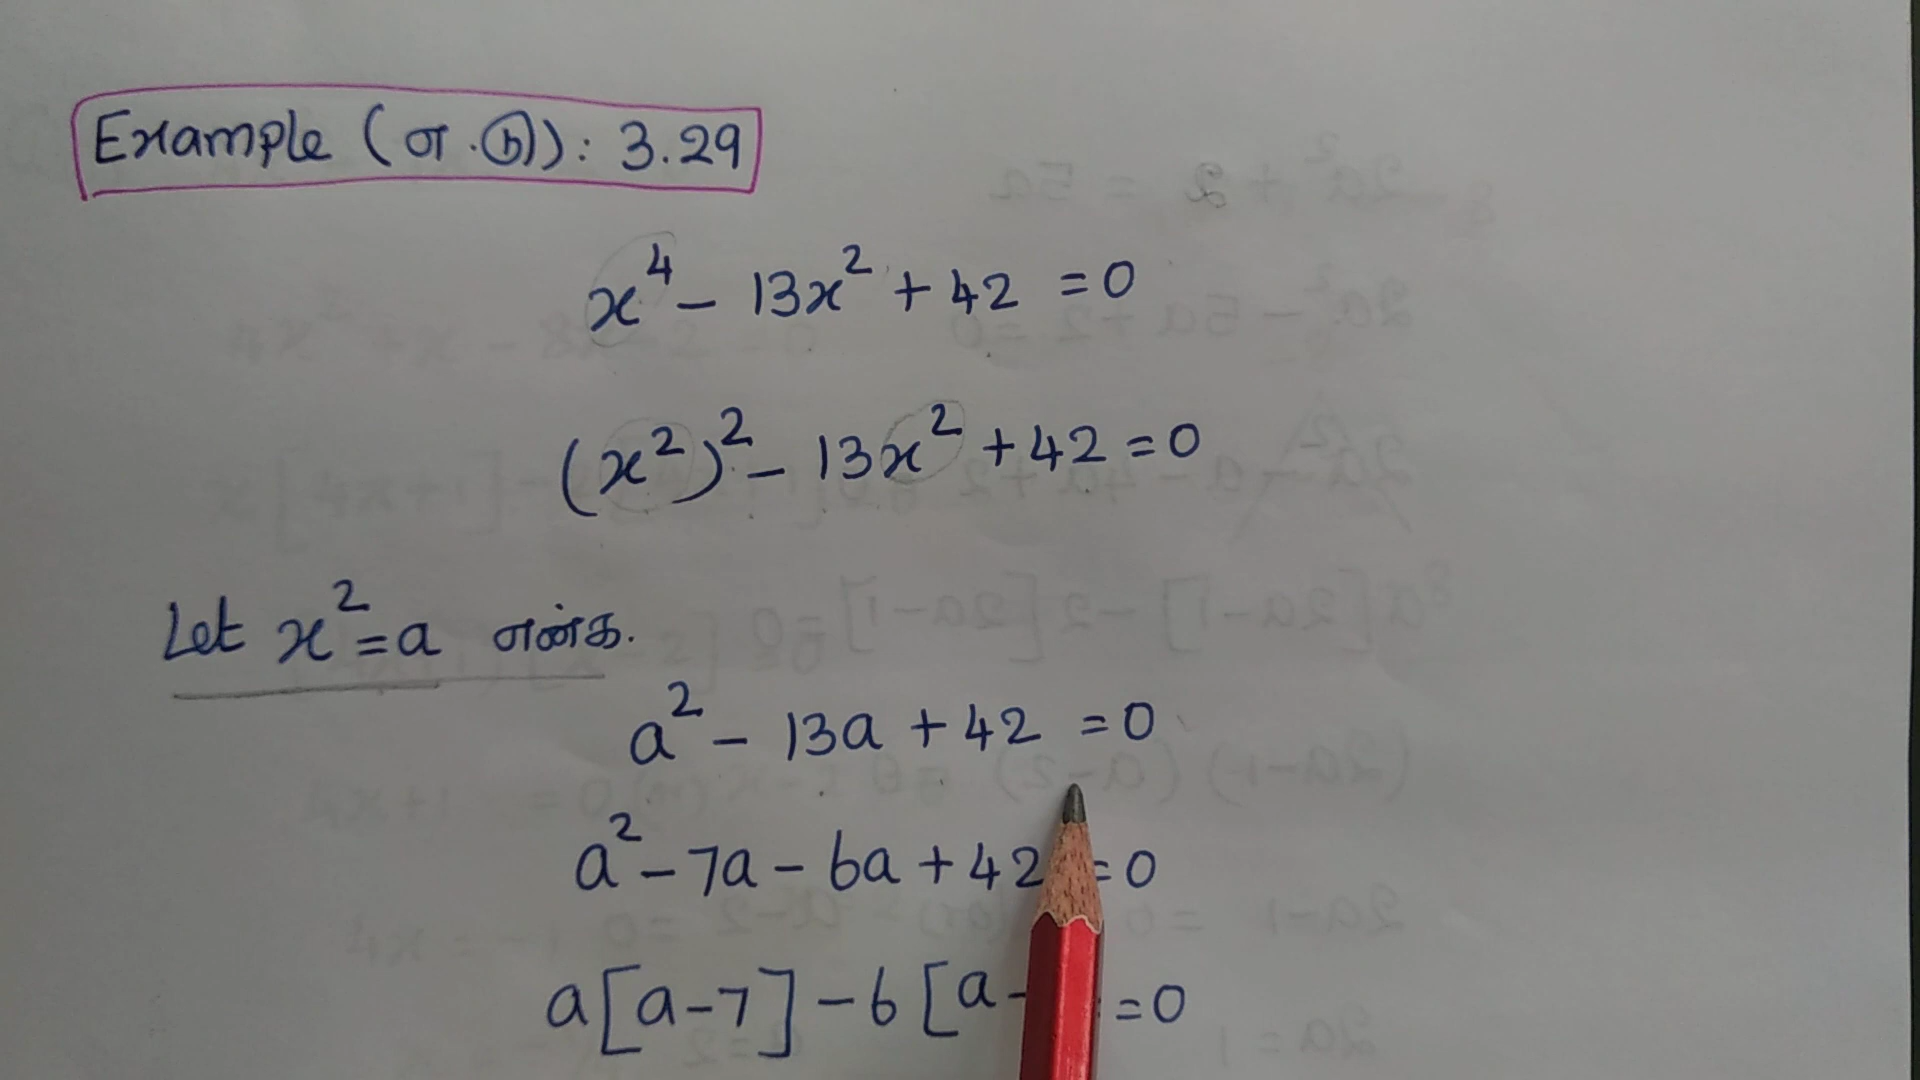 Example (எ.டு): 3.29
x⁴ - 13x² + 42 = 0
(x²)² - 13x² + 42 = 0
Let x² = a என்க.
a² - 13a + 42 = 0
a² - 7a - 6a + 42 = 0
a[a-7] - 6[a- =0